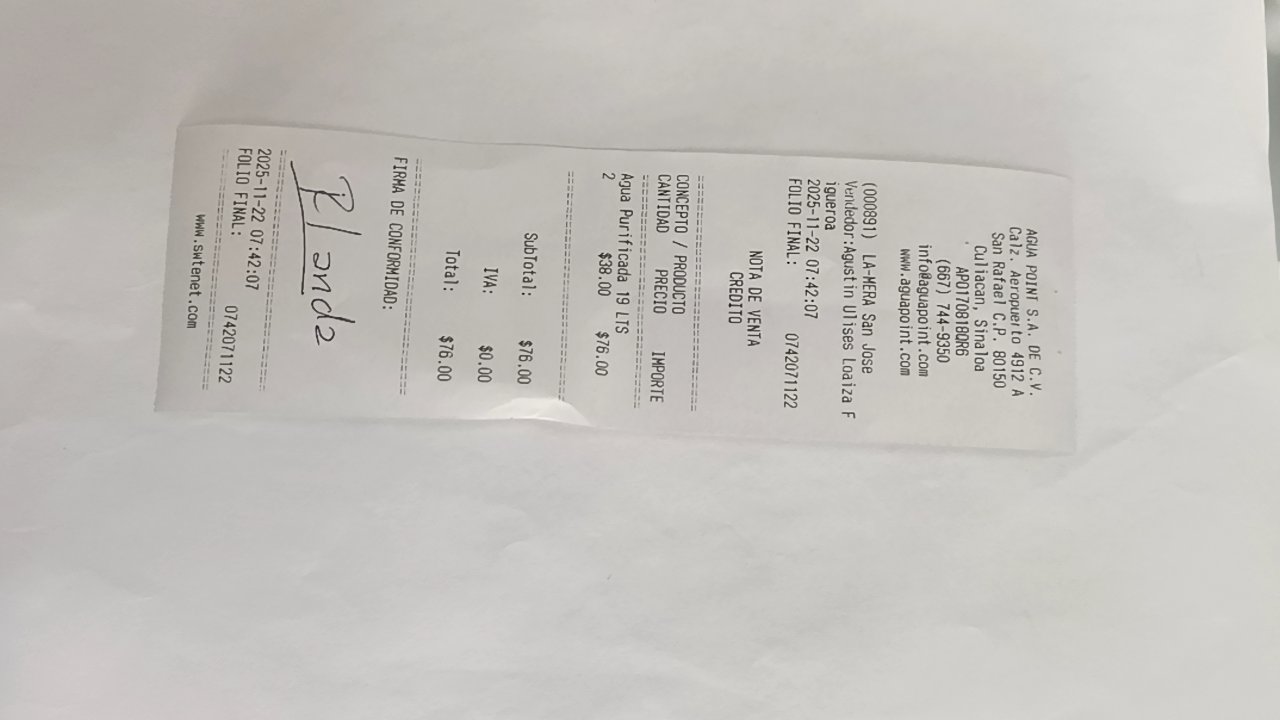 AGUA POINT S.A. DE C.V.
Calz. Aeropuerto 4912 A
San Rafael C.P. 80150
Culiacan, Sinaloa
APO170818QR6
(667) 744-9350
info@aguapoint.com
www.aguapoint.com
(000891) LA-MERA San Jose
Vendedor:Agustin Ulises Loaiza F
igueroa
2025-11-22 07:42:07
FOLIO FINAL: 0742071122
NOTA DE VENTA
CREDITO
CONCEPTO / PRODUCTO
CANTIDAD PRECIO IMPORTE
Agua Purificada 19 LTS
2 $38.00 $76.00
SubTotal: $76.00
IVA: $0.00
Total: $76.00
FIRMA DE CONFORMIDAD:
2025-11-22 07:42:07
FOLIO FINAL: 0742071122
www.swtenet.com